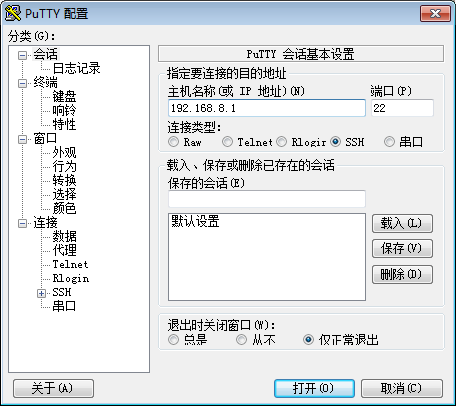 PuTTY 配置
分类(G):
会话
日志记录
终端
键盘
响铃
特性
窗口
外观
行为
转换
选择
颜色
连接
数据
代理
Telnet
Rlogin
SSH
串口
PuTTY 会话基本设置
指定要连接的目的地址
主机名称(或 IP 地址)(N) 端口(P)
192.168.8.1 22
连接类型:
Raw Telnet Rlogir SSH 串口
载入、保存或删除已存在的会话
保存的会话(E)
默认设置
载入(L)
保存(V)
删除(D)
退出时关闭窗口(W):
总是 从不 仅正常退出
关于(A) 打开(O) 取消(C)